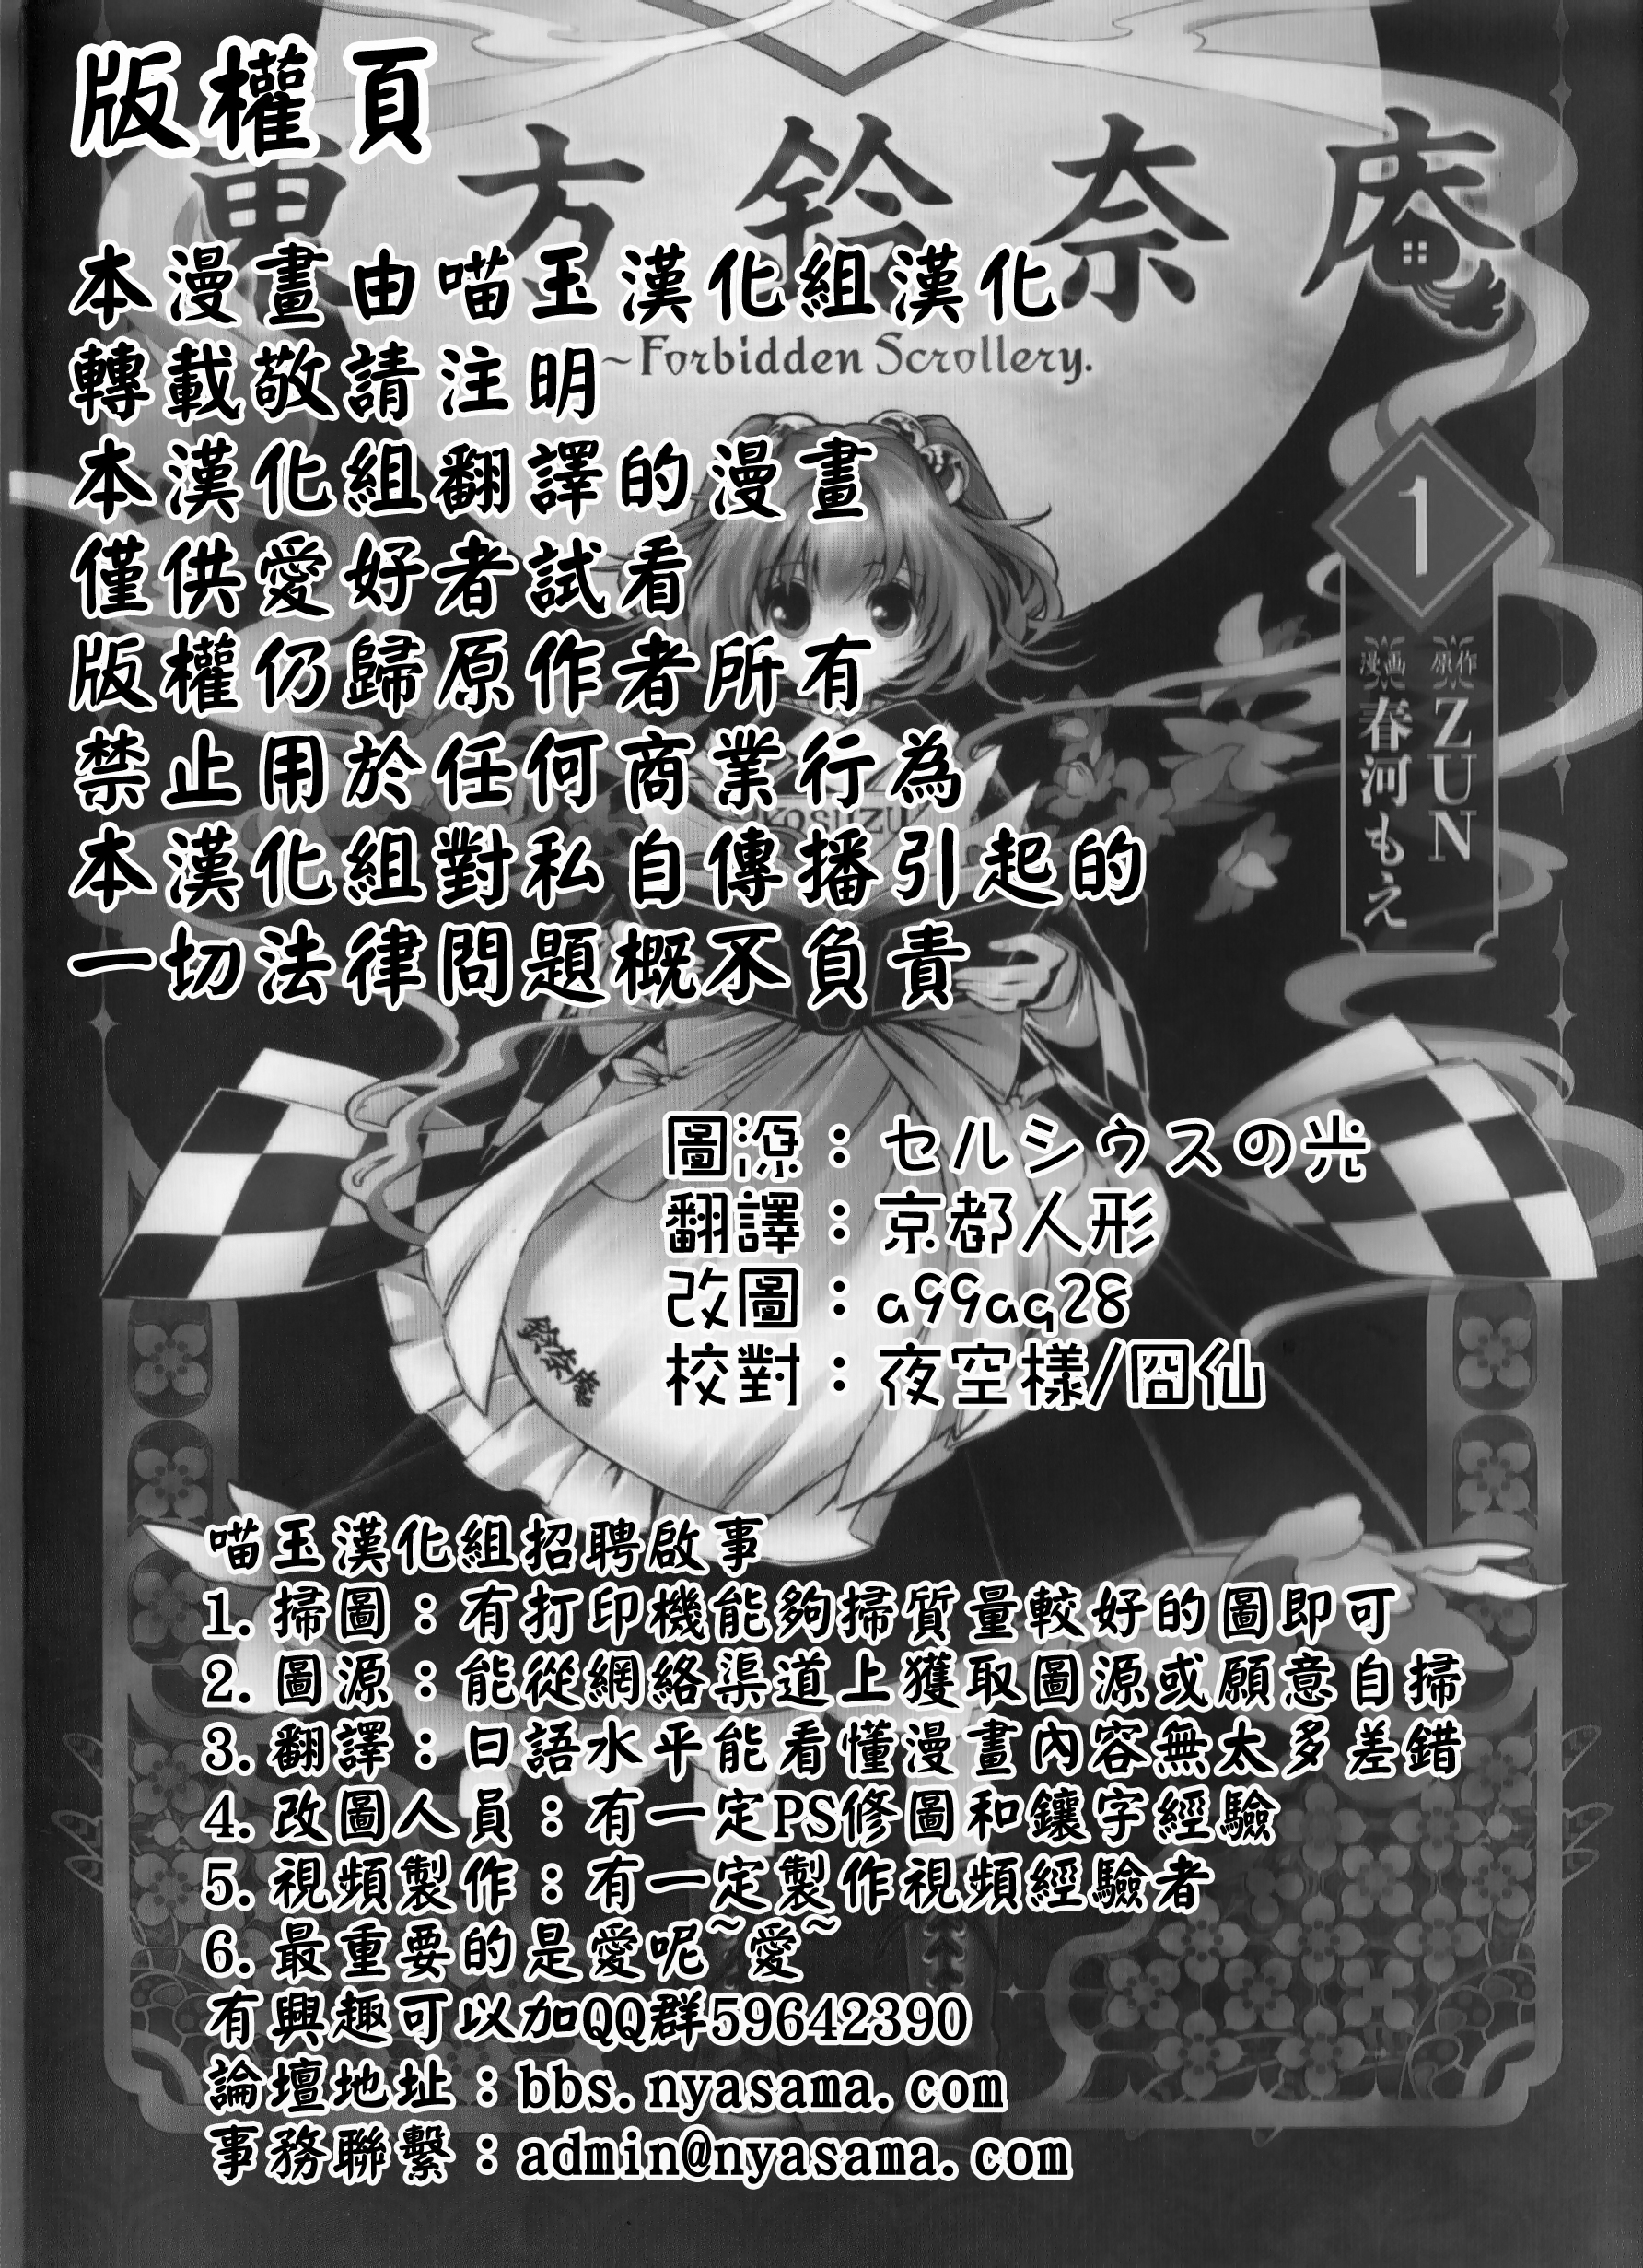 版權頁
東方鈴奈庵
~Forbidden Scrollery.
本漫畫由喵玉漢化組漢化
轉載敬請注明
本漢化組翻譯的漫畫
僅供愛好者試看
版權仍歸原作者所有
禁止用於任何商業行為
本漢化組對私自傳播引起的
一切法律問題概不負責
1
原作
ZUN
漫画
春河もえ
KOSUZU
圖源：セルシウスの光
翻譯：京都人形
改圖：a99ag28
校對：夜空樣/囧仙
鈴奈庵
喵玉漢化組招聘啟事
1.掃圖：有打印機能夠掃質量較好的圖即可
2.圖源：能從網絡渠道上獲取圖源或願意自掃
3.翻譯：日語水平能看懂漫畫內容無太多差錯
4.改圖人員：有一定PS修圖和鑲字經驗
5.視頻製作：有一定製作視頻經驗者
6.最重要的是愛呢~愛~
有興趣可以加QQ群59642390
論壇地址：bbs.nyasama.com
事務聯繫：admin@nyasama.com